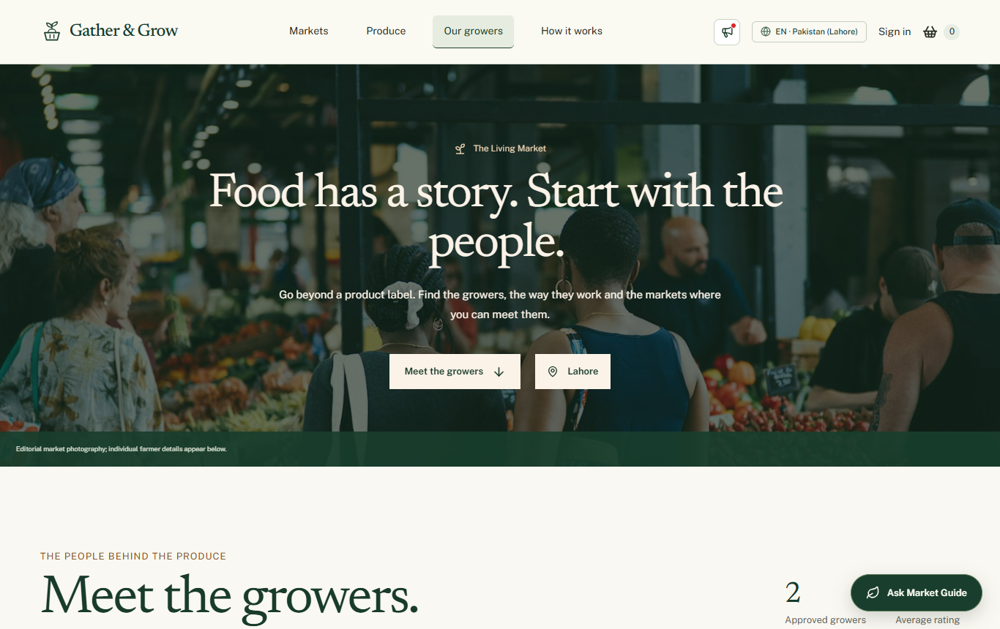 Gather & Grow
Markets
Produce
Our growers
How it works
EN · Pakistan (Lahore)
Sign in
0
The Living Market
Food has a story. Start with the
people.
Go beyond a product label. Find the growers, the way they work and the markets where
you can meet them.
Meet the growers
Lahore
Editorial market photography; individual farmer details appear below.
THE PEOPLE BEHIND THE PRODUCE
Meet the growers.
2
Approved growers
Average rating
Ask Market Guide